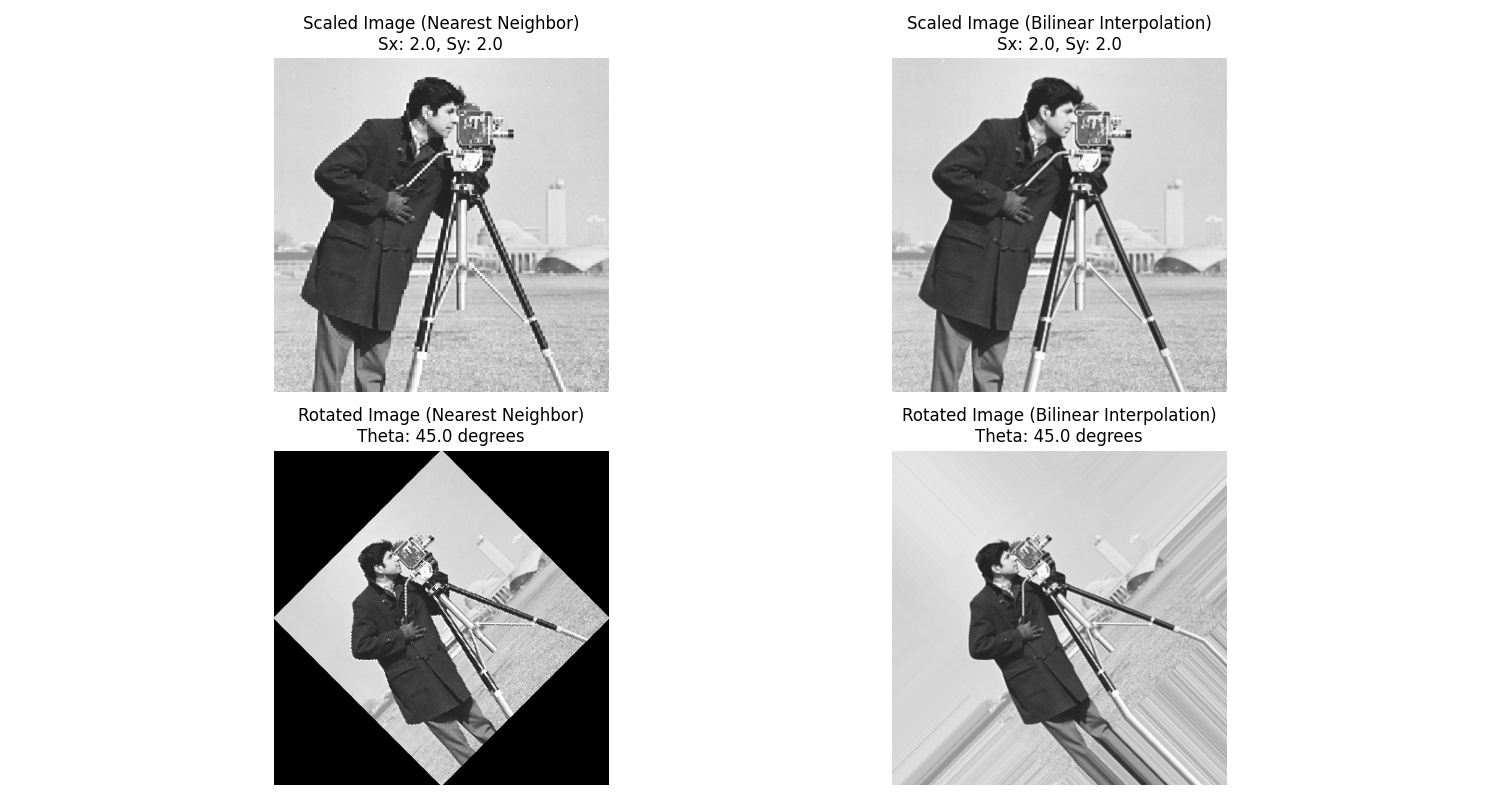 Scaled Image (Nearest Neighbor)
Sx: 2.0, Sy: 2.0
Scaled Image (Bilinear Interpolation)
Sx: 2.0, Sy: 2.0
Rotated Image (Nearest Neighbor)
Theta: 45.0 degrees
Rotated Image (Bilinear Interpolation)
Theta: 45.0 degrees